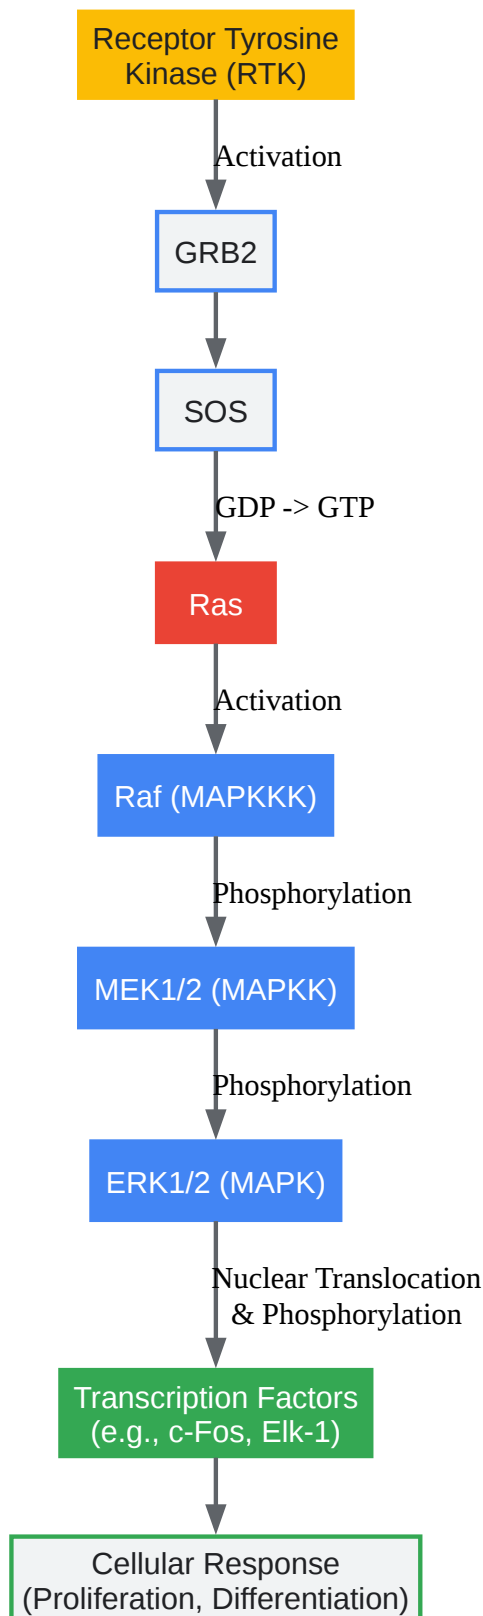 Receptor Tyrosine
Kinase (RTK)
Activation
GRB2
SOS
GDP -> GTP
Ras
Activation
Raf (MAPKKK)
Phosphorylation
MEK1/2 (MAPKK)
Phosphorylation
ERK1/2 (MAPK)
Nuclear Translocation
& Phosphorylation
Transcription Factors
(e.g., c-Fos, Elk-1)
Cellular Response
(Proliferation, Differentiation)